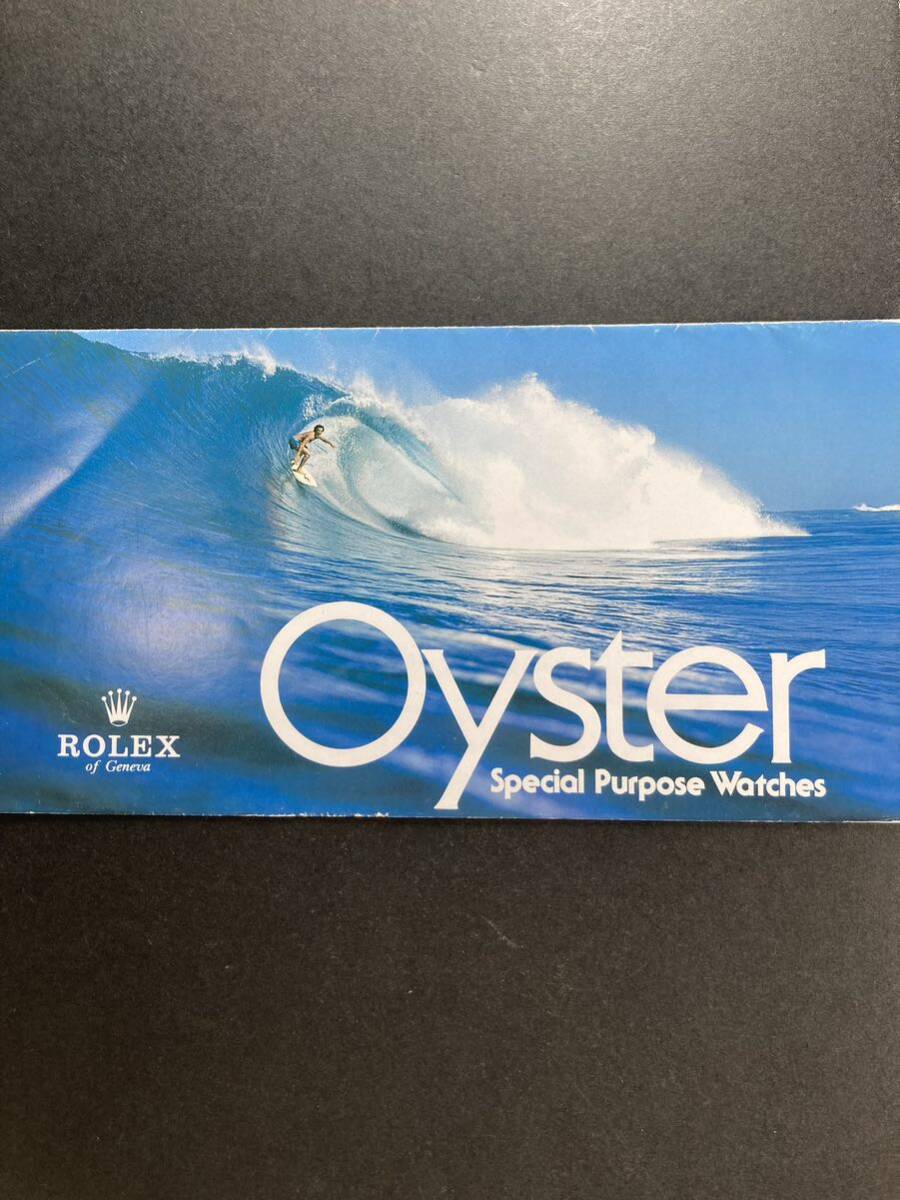 Oyster
Special Purpose Watches
ROLEX
of Geneva